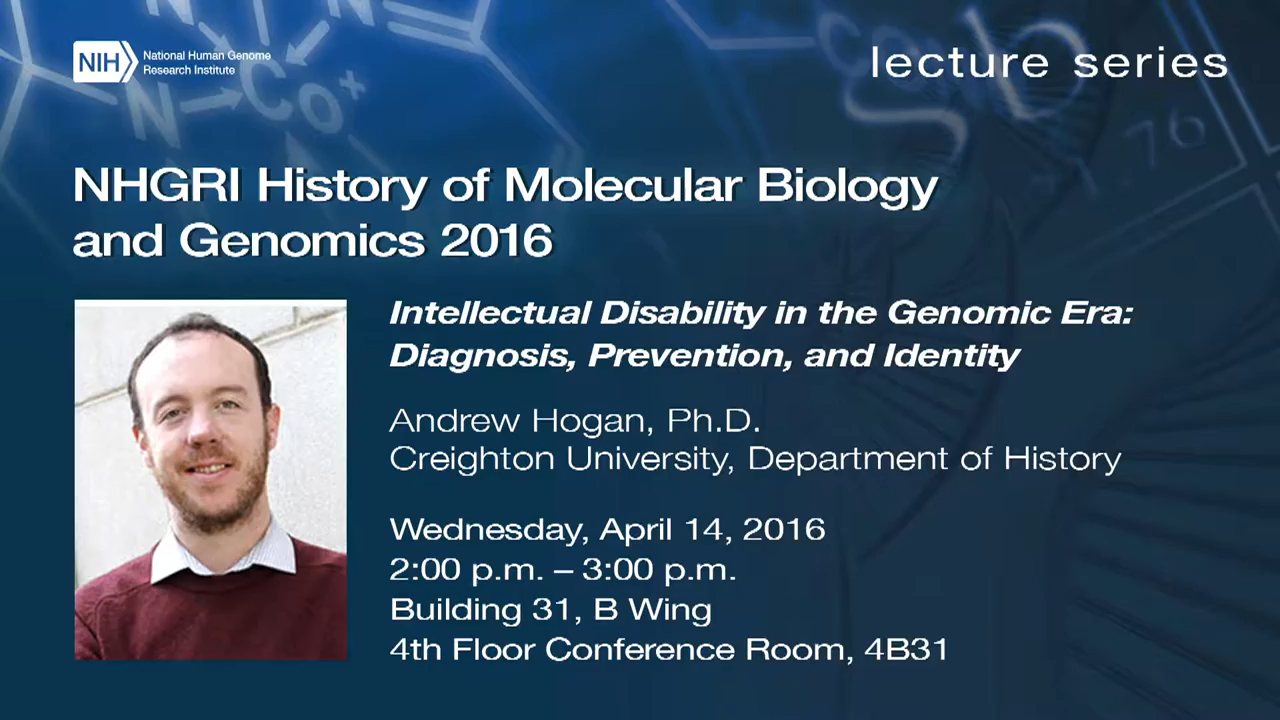 NIH National Human Genome
Research Institute
lecture series
N
N
Co+
76
NHGRI History of Molecular Biology
and Genomics 2016
Intellectual Disability in the Genomic Era:
Diagnosis, Prevention, and Identity
Andrew Hogan, Ph.D.
Creighton University, Department of History
Wednesday, April 14, 2016
2:00 p.m. – 3:00 p.m.
Building 31, B Wing
4th Floor Conference Room, 4B31